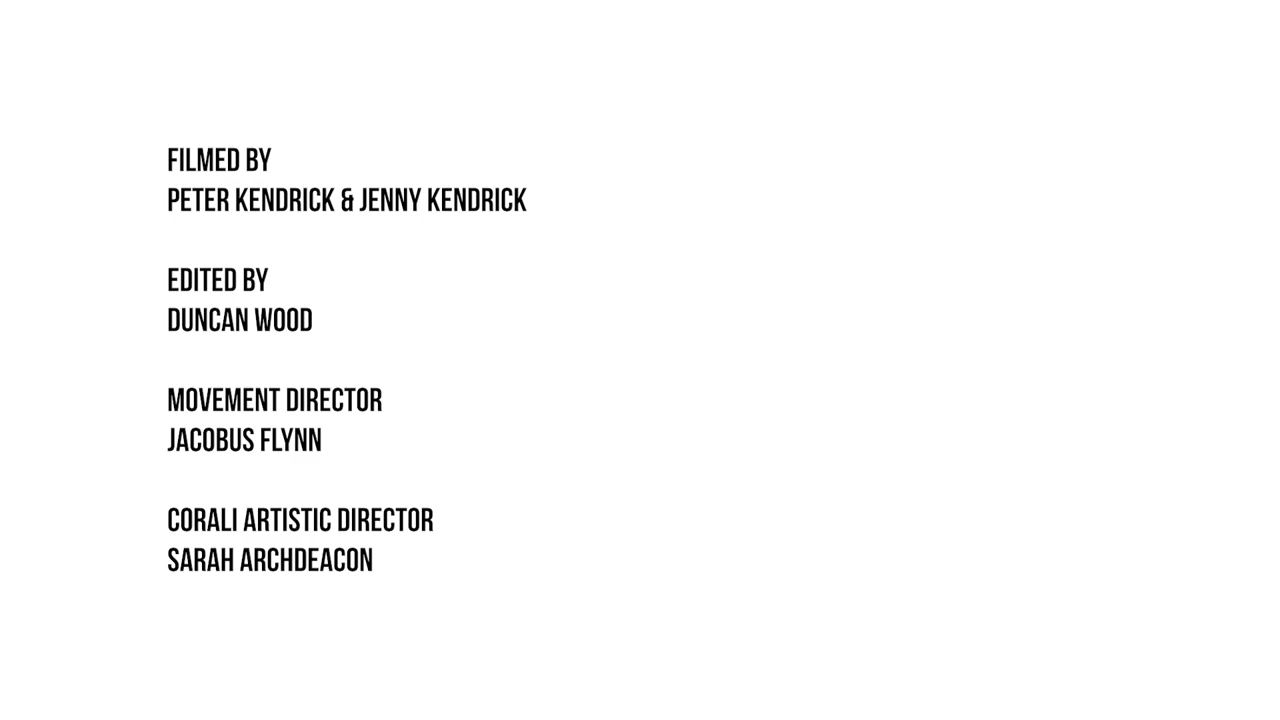 FILMED BY
PETER KENDRICK & JENNY KENDRICK
EDITED BY
DUNCAN WOOD
MOVEMENT DIRECTOR
JACOBUS FLYNN
CORALI ARTISTIC DIRECTOR
SARAH ARCHDEACON